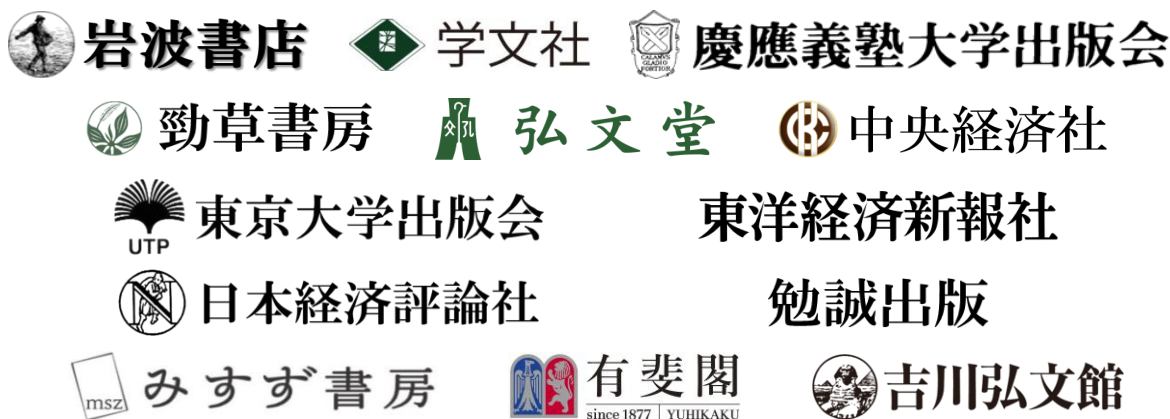 岩波書店 学文社 CALAMVS GLADIO FORTIOR 慶應義塾大学出版会
勁草書房 弘文堂 中央経済社
UTP 東京大学出版会 東洋経済新報社
N 日本経済評論社 勉誠出版
msz みすず書房 有斐閣 吉川弘文館
since 1877 | YUHIKAKU